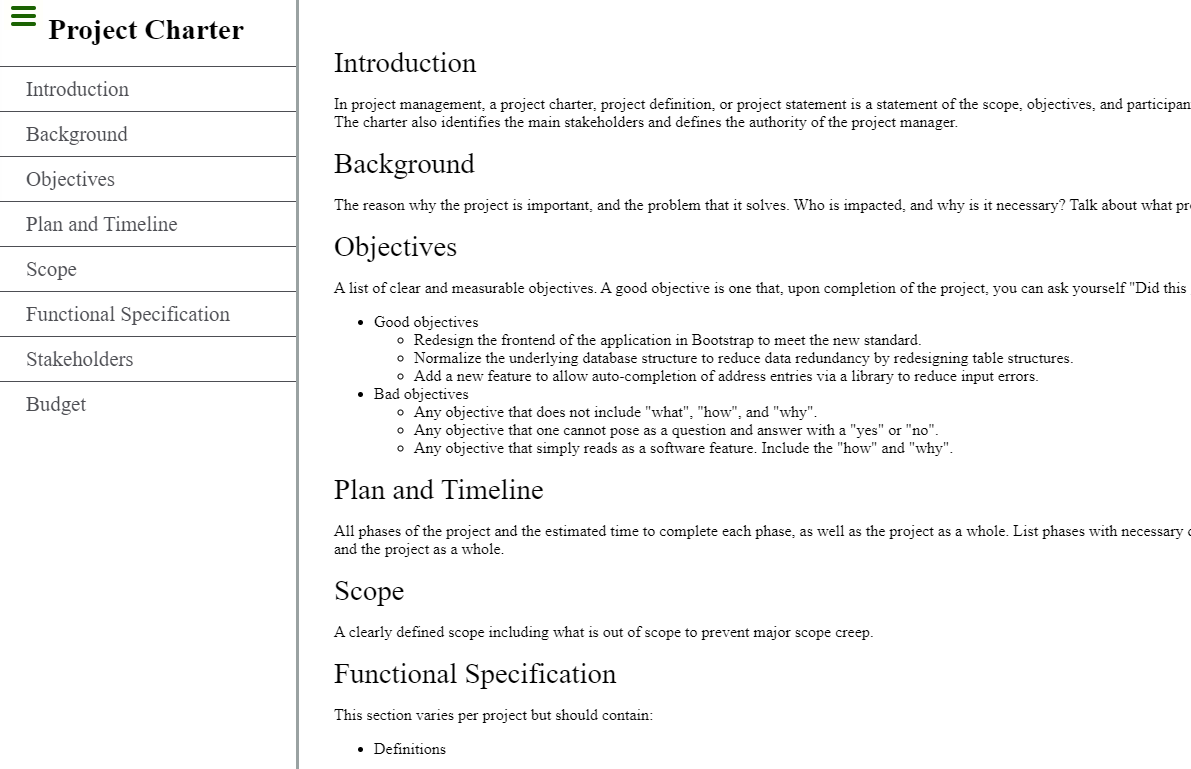 Project Charter
Introduction
Background
Objectives
Plan and Timeline
Scope
Functional Specification
Stakeholders
Budget
Introduction
In project management, a project charter, project definition, or project statement is a statement of the scope, objectives, and
The charter also identifies the main stakeholders and defines the authority of the project manager.
Background
The reason why the project is important, and the problem that it solves. Who is impacted, and why is it necessary? Talk about what
Objectives
A list of clear and measurable objectives. A good objective is one that, upon completion of the project, you can ask yourself "Did this
• Good objectives
◦ Redesign the frontend of the application in Bootstrap to meet the new standard.
◦ Normalize the underlying database structure to reduce data redundancy by redesigning table structures.
◦ Add a new feature to allow auto-completion of address entries via a library to reduce input errors.
• Bad objectives
◦ Any objective that does not include "what", "how", and "why".
◦ Any objective that one cannot pose as a question and answer with a "yes" or "no".
◦ Any objective that simply reads as a software feature. Include the "how" and "why".
Plan and Timeline
All phases of the project and the estimated time to complete each phase, as well as the project as a whole. List phases with necessary
and the project as a whole.
Scope
A clearly defined scope including what is out of scope to prevent major scope creep.
Functional Specification
This section varies per project but should contain:
• Definitions